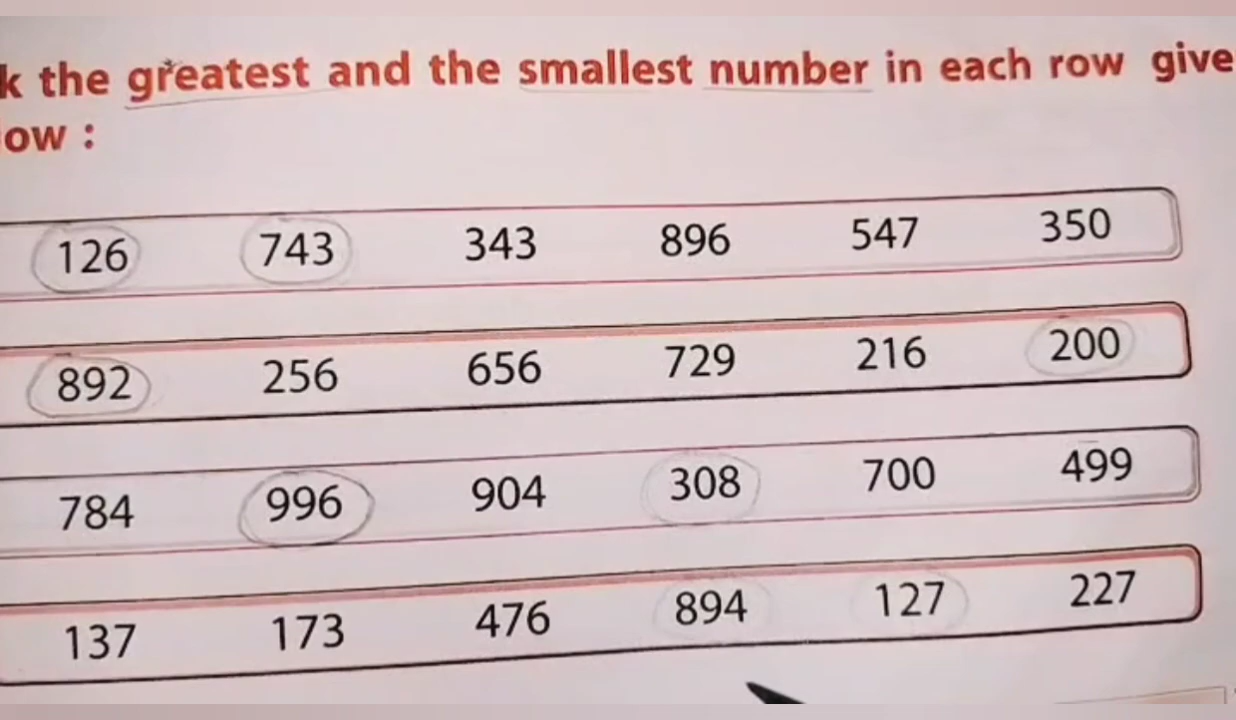 k the greatest and the smallest number in each row give
ow :
126 743 343 896 547 350
892 256 656 729 216 200
784 996 904 308 700 499
137 173 476 894 127 227